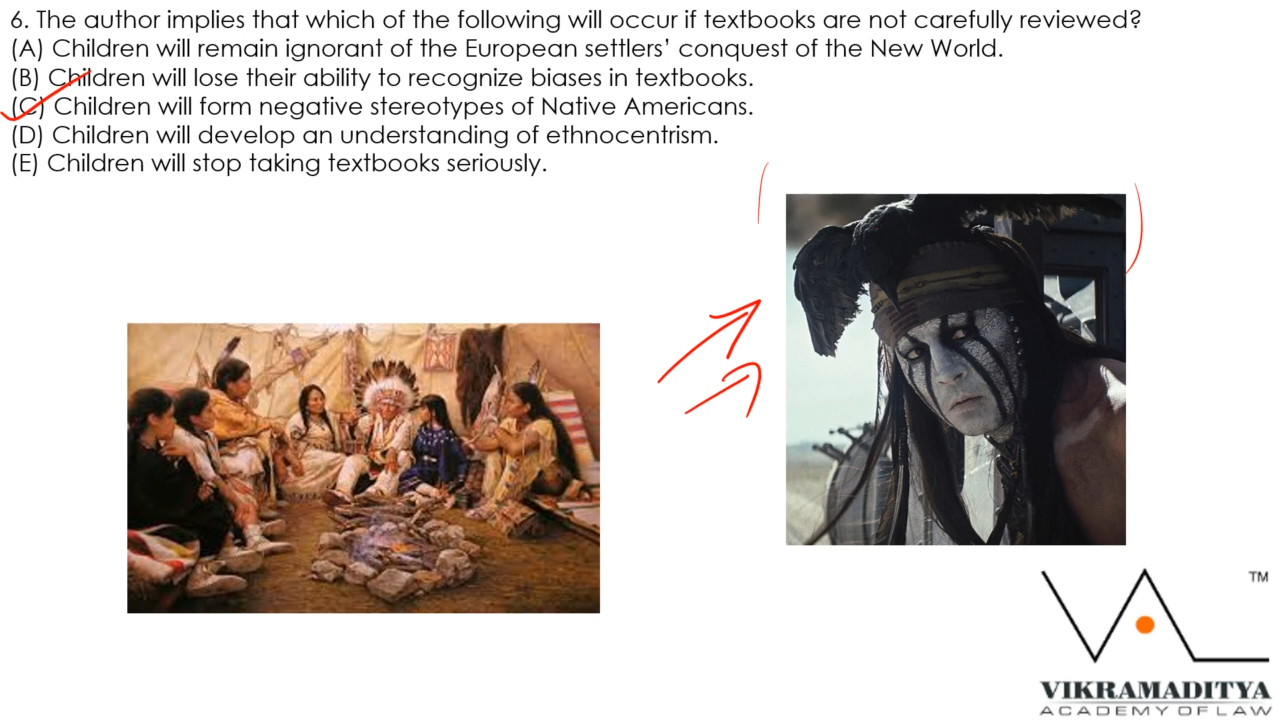 6. The author implies that which of the following will occur if textbooks are not carefully reviewed?
(A) Children will remain ignorant of the European settlers’ conquest of the New World.
(B) Children will lose their ability to recognize biases in textbooks.
(C) Children will form negative stereotypes of Native Americans.
(D) Children will develop an understanding of ethnocentrism.
(E) Children will stop taking textbooks seriously.
TM
VIKRAMADITYA
ACADEMY OF LAW